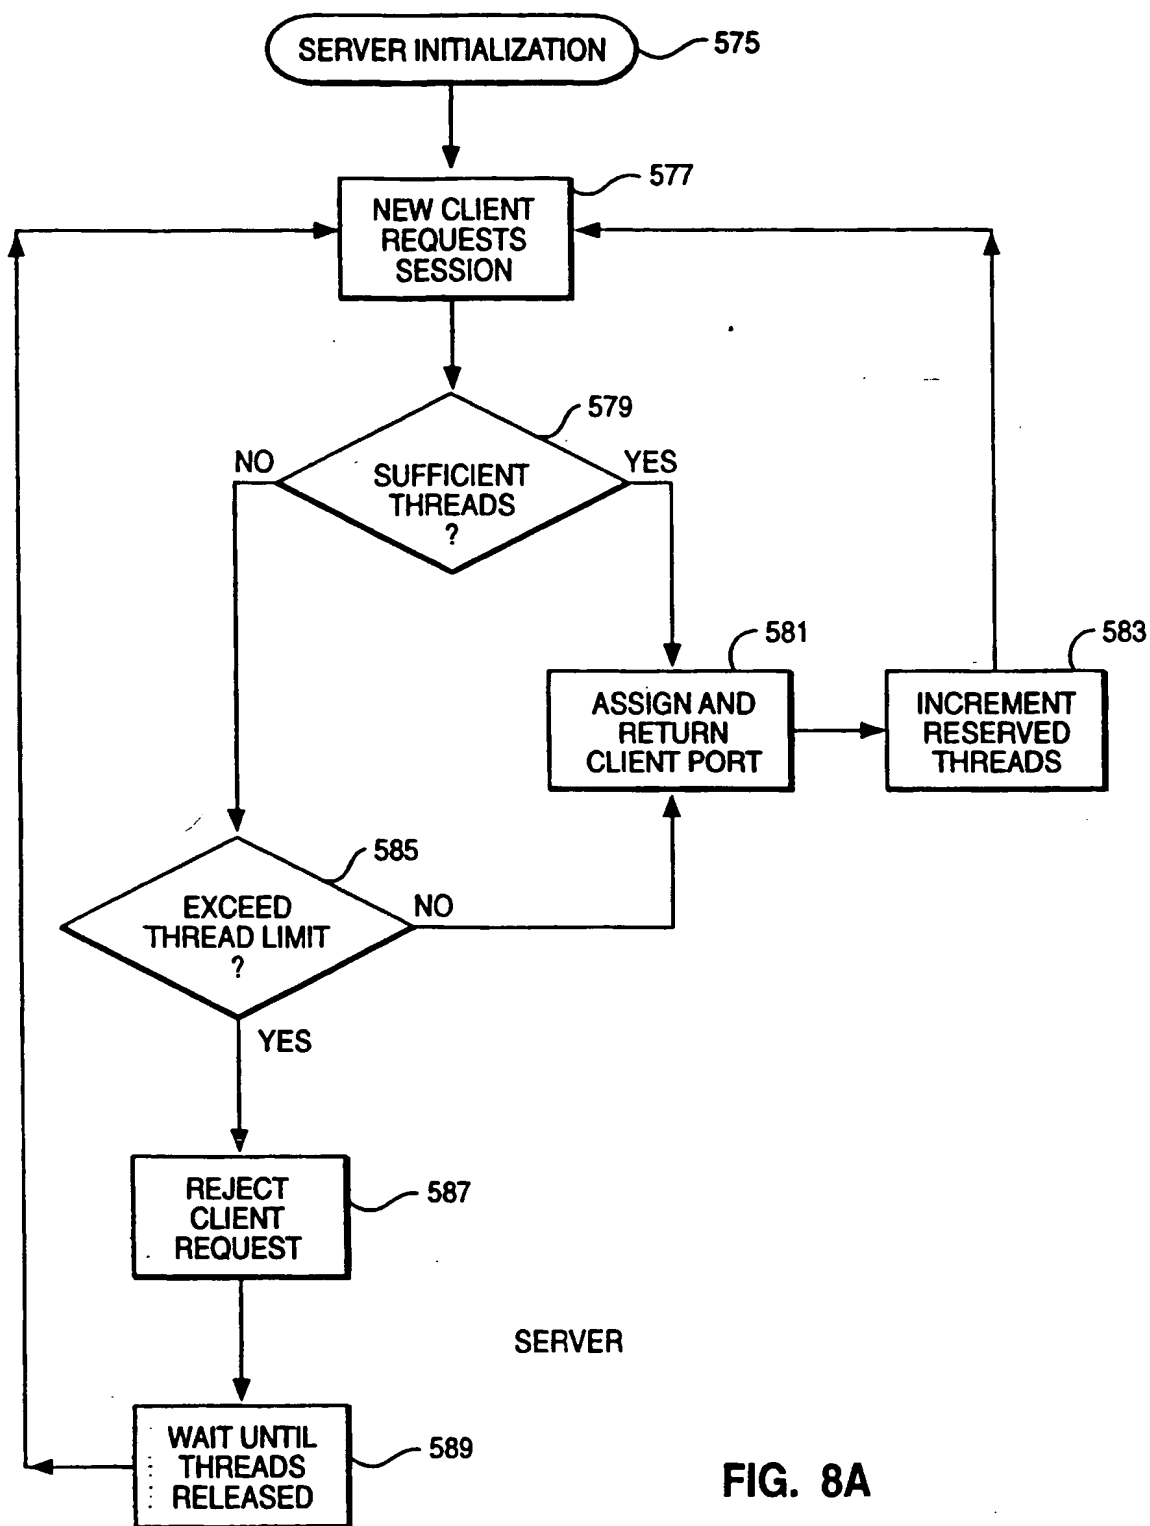 SERVER INITIALIZATION
575
577
NEW CLIENT
REQUESTS
SESSION
579
NO
YES
SUFFICIENT
THREADS
?
581
583
ASSIGN AND
RETURN
CLIENT PORT
INCREMENT
RESERVED
THREADS
585
EXCEED
THREAD LIMIT
?
NO
YES
REJECT
CLIENT
REQUEST
587
SERVER
WAIT UNTIL
THREADS
RELEASED
589
FIG. 8A